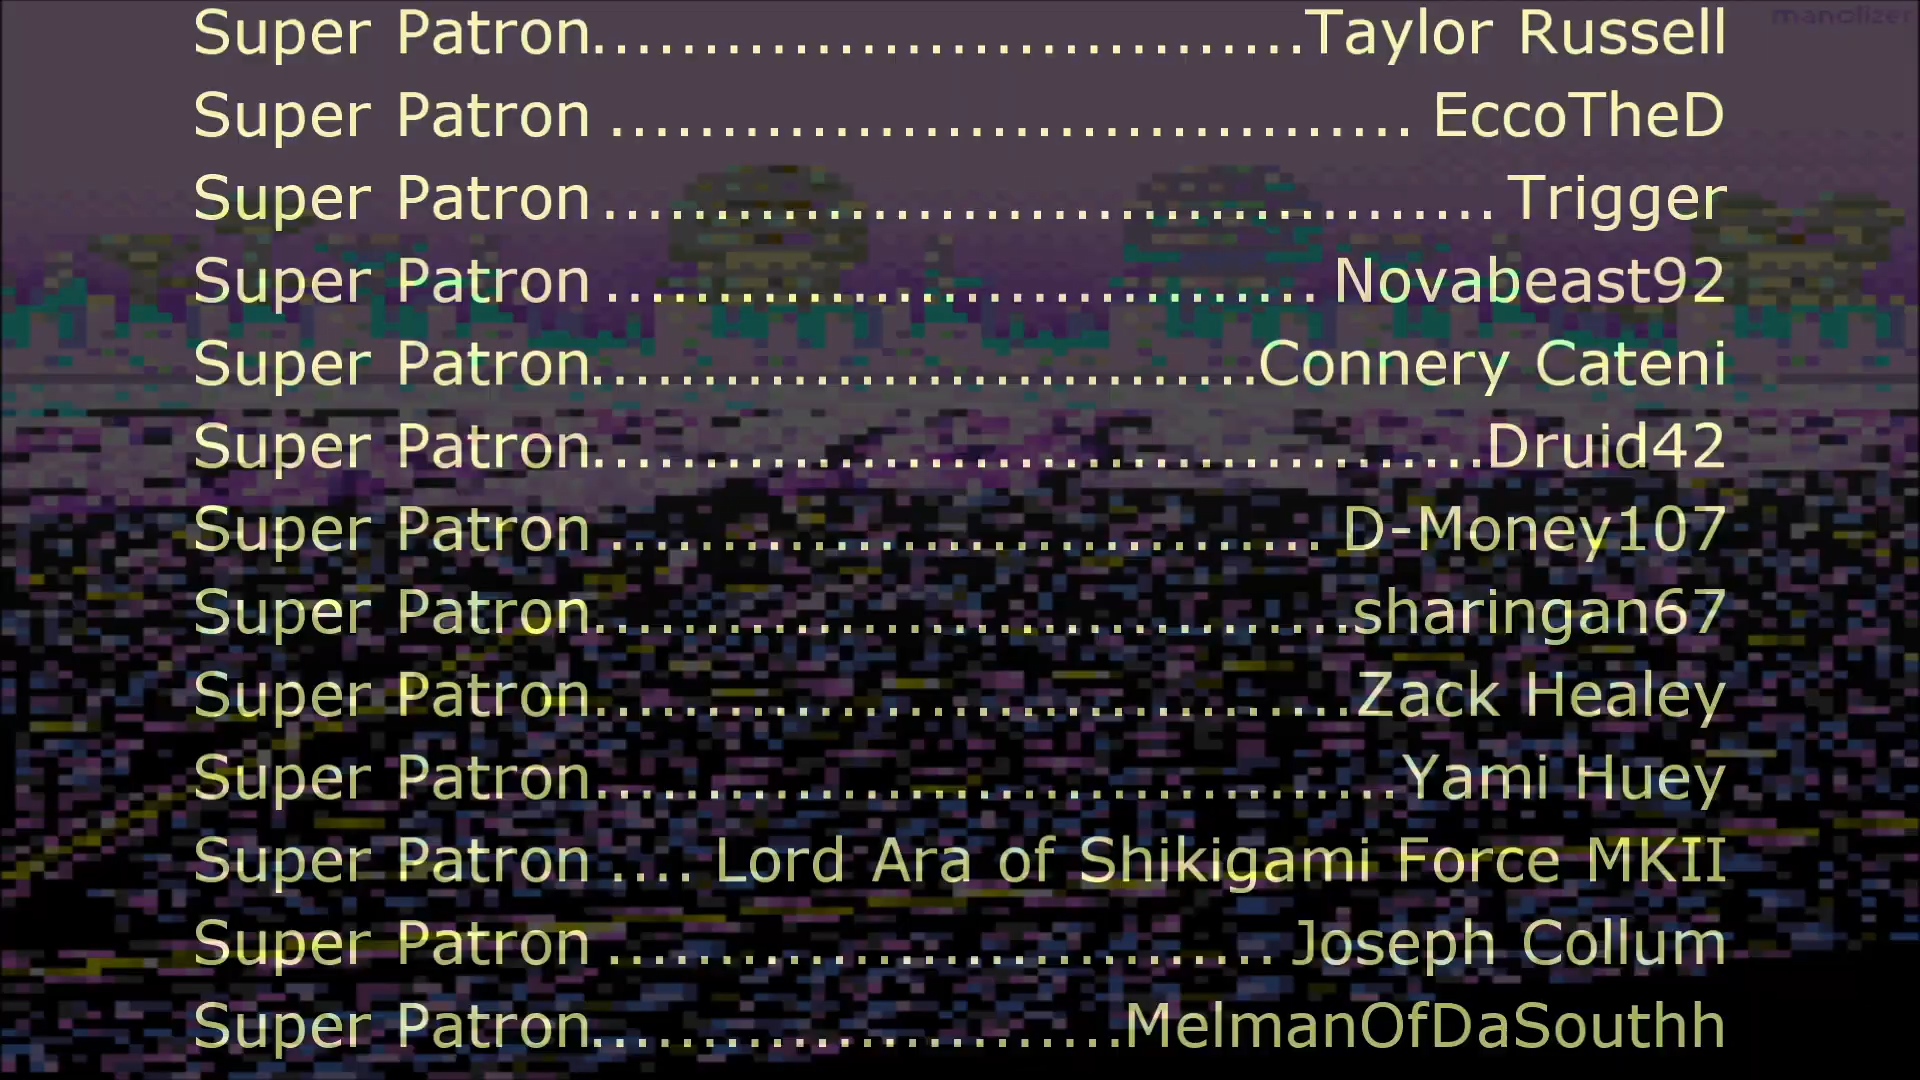 manolizer
Super Patron...............................Taylor Russell
Super Patron ................................... EccoTheD
Super Patron ....................................... Trigger
Super Patron ............................... Novabeast92
Super Patron.............................Connery Cateni
Super Patron.......................................Druid42
Super Patron ............................... D-Money107
Super Patron.................................sharingan67
Super Patron.................................Zack Healey
Super Patron...................................Yami Huey
Super Patron .... Lord Ara of Shikigami Force MKII
Super Patron ............................. Joseph Collum
Super Patron.......................MelmanOfDaSouthh